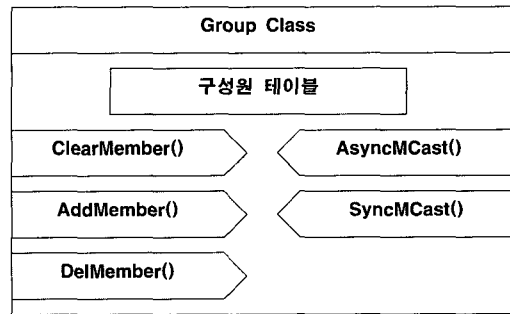 Group Class
구성원 테이블
ClearMember()
AsyncMCast()
AddMember()
SyncMCast()
DelMember()